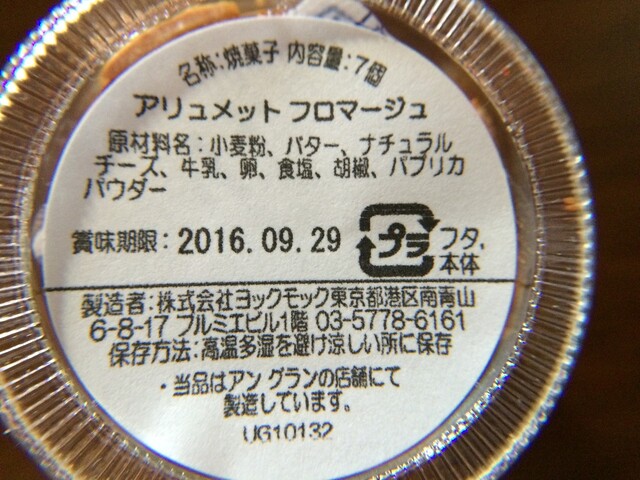 名称:焼菓子 内容量:7個
アリュメット フロマージュ
原材料名:小麦粉、バター、ナチュラル
チーズ、牛乳、卵、食塩、胡椒、パプリカ
パウダー
賞味期限:2016.09.29
プラ
フタ,
本体
製造者:株式会社ヨックモック東京都港区南青山
6-8-17 プルミエビル1階 03-5778-6161
保存方法:高温多湿を避け涼しい所に保存
・当品はアン グランの店舗にて
製造しています。
UG10132